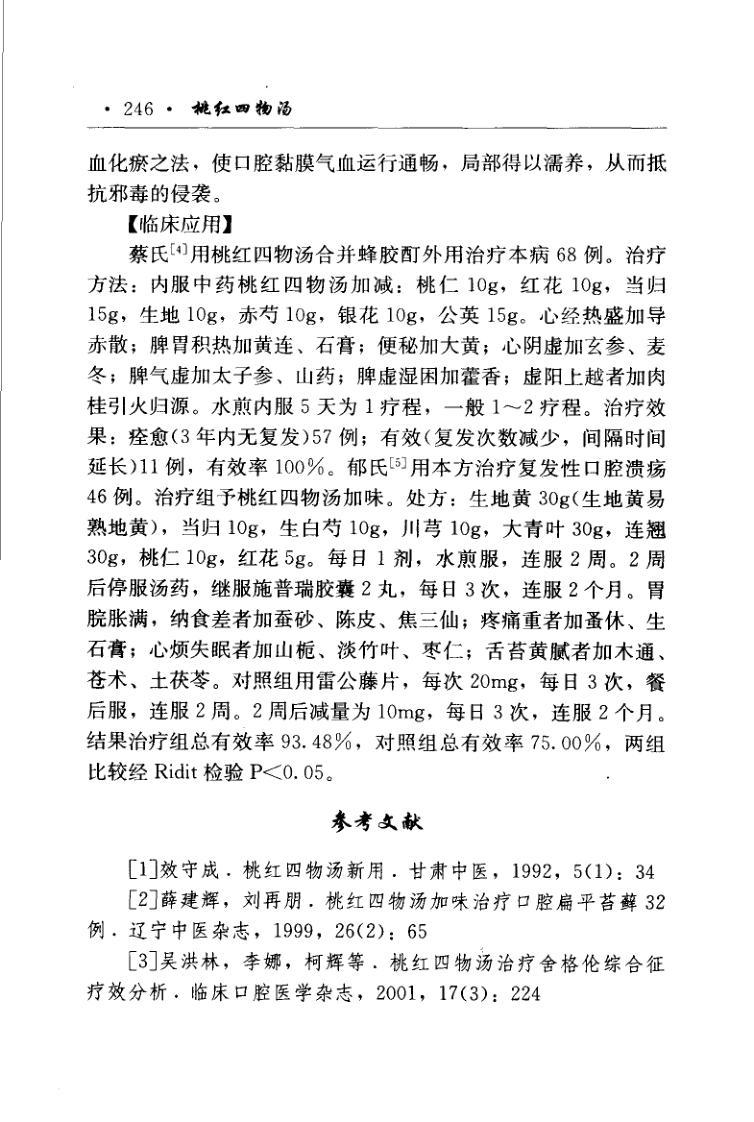 · 246 · 桃红四物汤
血化瘀之法，使口腔黏膜气血运行通畅，局部得以濡养，从而抵
抗邪毒的侵袭。
【临床应用】
蔡氏[4]用桃红四物汤合并蜂胶酊外用治疗本病 68 例。治疗
方法：内服中药桃红四物汤加减：桃仁 10g，红花 10g，当归
15g，生地 10g，赤芍 10g，银花 10g，公英 15g。心经热盛加导
赤散；脾胃积热加黄连、石膏；便秘加大黄；心阴虚加玄参、麦
冬；脾气虚加太子参、山药；脾虚湿困加藿香；虚阳上越者加肉
桂引火归源。水煎内服 5 天为 1 疗程，一般 1～2 疗程。治疗效
果：痊愈(3 年内无复发)57 例；有效(复发次数减少，间隔时间
延长)11 例，有效率 100%。郁氏[5]用本方治疗复发性口腔溃疡
46 例。治疗组予桃红四物汤加味。处方：生地黄 30g(生地黄易
熟地黄)，当归 10g，生白芍 10g，川芎 10g，大青叶 30g，连翘
30g，桃仁 10g，红花 5g。每日 1 剂，水煎服，连服 2 周。2 周
后停服汤药，继服施普瑞胶囊 2 丸，每日 3 次，连服 2 个月。胃
脘胀满，纳食差者加蚕砂、陈皮、焦三仙；疼痛重者加蚤休、生
石膏；心烦失眠者加山栀、淡竹叶、枣仁；舌苔黄腻者加木通、
苍术、土茯苓。对照组用雷公藤片，每次 20mg，每日 3 次，餐
后服，连服 2 周。2 周后减量为 10mg，每日 3 次，连服 2 个月。
结果治疗组总有效率 93.48%，对照组总有效率 75.00%，两组
比较经 Ridit 检验 P<0.05。
参考文献
[1]效守成．桃红四物汤新用．甘肃中医，1992，5(1)：34
[2]薛建辉，刘再朋．桃红四物汤加味治疗口腔扁平苔藓 32
例．辽宁中医杂志，1999，26(2)：65
[3]吴洪林，李娜，柯辉等．桃红四物汤治疗舍格伦综合征
疗效分析．临床口腔医学杂志，2001，17(3)：224